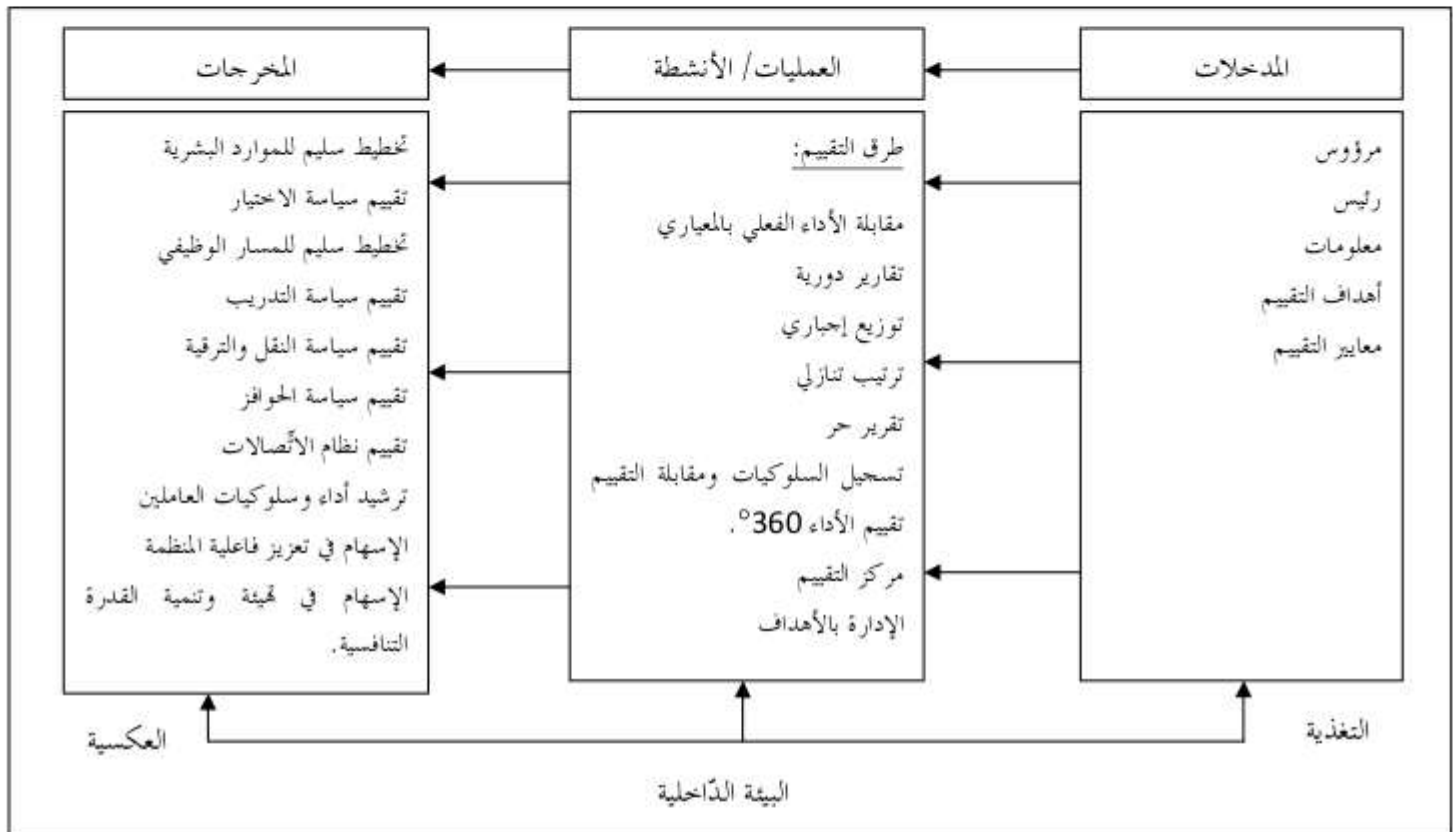 المدخلات
العمليات/ الأنشطة
المخرجات
مرؤوس
رئيس
معلومات
أهداف التقييم
معايير التقييم
طرق التقييم:
مقابلة الأداء الفعلي بالمعياري
تقارير دورية
توزيع إجباري
ترتيب تنازلي
تقرير حر
تسجيل السلوكيات ومقابلة التقييم
تقييم الأداء 360°.
مركز التقييم
الإدارة بالأهداف
تخطيط سليم للموارد البشرية
تقييم سياسة الاختيار
تخطيط سليم للمسار الوظيفي
تقييم سياسة التدريب
تقييم سياسة النقل والترقية
تقييم سياسة الحوافز
تقييم نظام الاتِّصالات
ترشيد أداء وسلوكيات العاملين
الإسهام في تعزيز فاعلية المنظمة
الإسهام في تهيئة وتنمية القدرة
التنافسية.
التغذية
العكسية
البيئة الدّاخلية